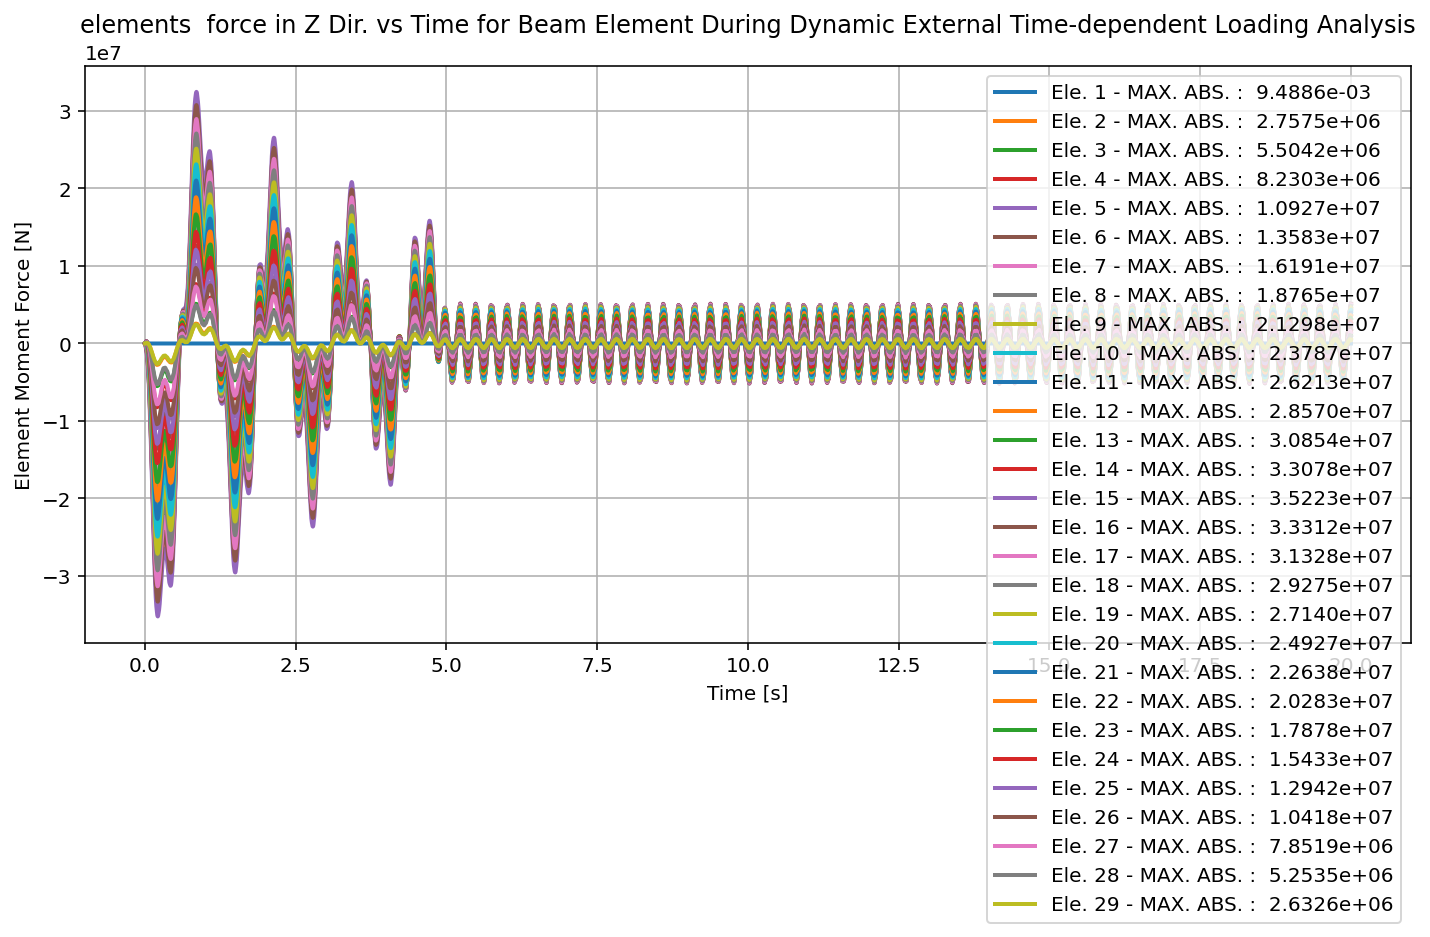 elements  force in Z Dir. vs Time for Beam Element During Dynamic External Time-dependent Loading Analysis
1e7
Element Moment Force [N]
3
2
1
0
−1
−2
−3
0.0 2.5 5.0 7.5 10.0 12.5 15.0 17.5 20.0
Time [s]
Ele. 1 - MAX. ABS. :  9.4886e-03
Ele. 2 - MAX. ABS. :  2.7575e+06
Ele. 3 - MAX. ABS. :  5.5042e+06
Ele. 4 - MAX. ABS. :  8.2303e+06
Ele. 5 - MAX. ABS. :  1.0927e+07
Ele. 6 - MAX. ABS. :  1.3583e+07
Ele. 7 - MAX. ABS. :  1.6191e+07
Ele. 8 - MAX. ABS. :  1.8765e+07
Ele. 9 - MAX. ABS. :  2.1298e+07
Ele. 10 - MAX. ABS. :  2.3787e+07
Ele. 11 - MAX. ABS. :  2.6213e+07
Ele. 12 - MAX. ABS. :  2.8570e+07
Ele. 13 - MAX. ABS. :  3.0854e+07
Ele. 14 - MAX. ABS. :  3.3078e+07
Ele. 15 - MAX. ABS. :  3.5223e+07
Ele. 16 - MAX. ABS. :  3.3312e+07
Ele. 17 - MAX. ABS. :  3.1328e+07
Ele. 18 - MAX. ABS. :  2.9275e+07
Ele. 19 - MAX. ABS. :  2.7140e+07
Ele. 20 - MAX. ABS. :  2.4927e+07
Ele. 21 - MAX. ABS. :  2.2638e+07
Ele. 22 - MAX. ABS. :  2.0283e+07
Ele. 23 - MAX. ABS. :  1.7878e+07
Ele. 24 - MAX. ABS. :  1.5433e+07
Ele. 25 - MAX. ABS. :  1.2942e+07
Ele. 26 - MAX. ABS. :  1.0418e+07
Ele. 27 - MAX. ABS. :  7.8519e+06
Ele. 28 - MAX. ABS. :  5.2535e+06
Ele. 29 - MAX. ABS. :  2.6326e+06